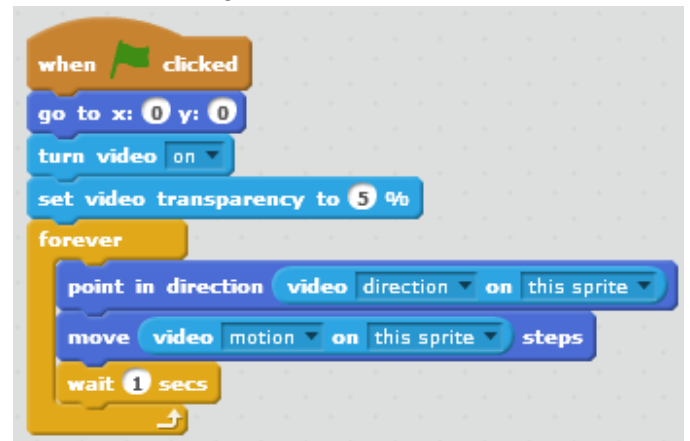 when clicked
go to x: 0 y: 0
turn video on
set video transparency to 5 %
forever
point in direction video direction on this sprite
move video motion on this sprite steps
wait 1 secs